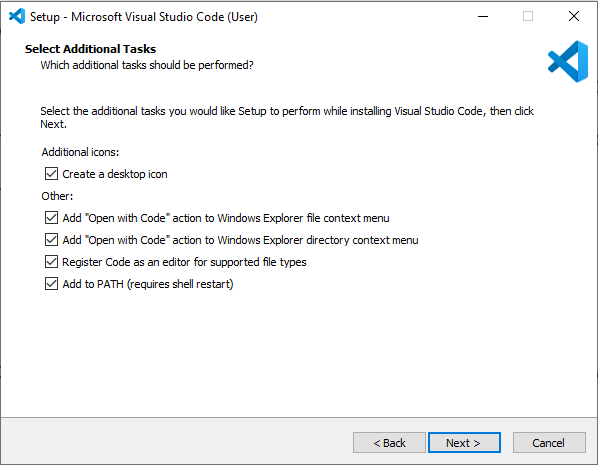 Setup - Microsoft Visual Studio Code (User)
Select Additional Tasks
Which additional tasks should be performed?
Select the additional tasks you would like Setup to perform while installing Visual Studio Code, then click
Next.
Additional icons:
Create a desktop icon
Other:
Add "Open with Code" action to Windows Explorer file context menu
Add "Open with Code" action to Windows Explorer directory context menu
Register Code as an editor for supported file types
Add to PATH (requires shell restart)
< Back Next > Cancel